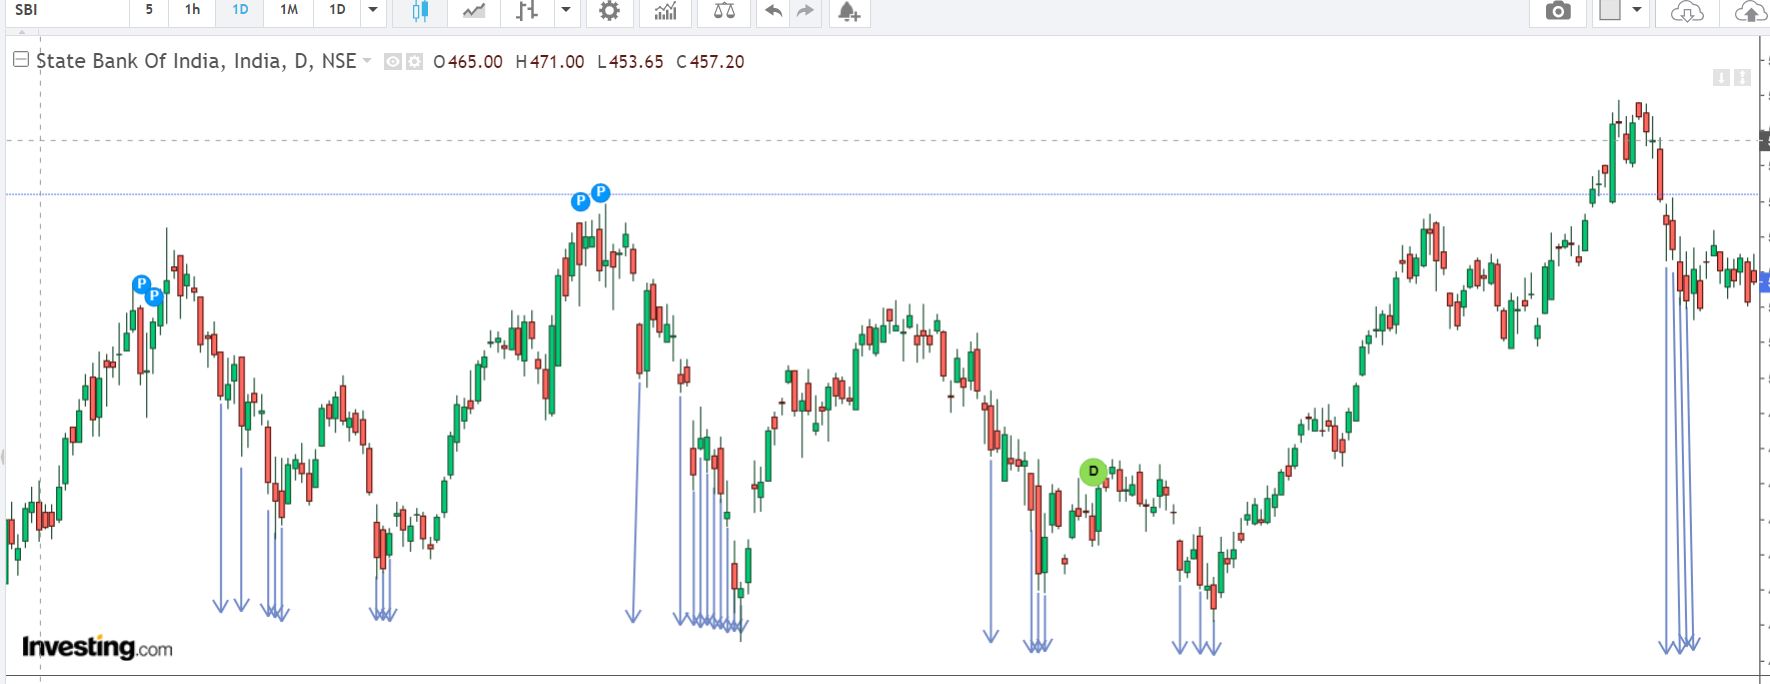 SBI 5 1h 1D 1M 1D
State Bank Of India, India, D, NSE O465.00 H471.00 L453.65 C457.20
P P
P
P
D
Investing.com